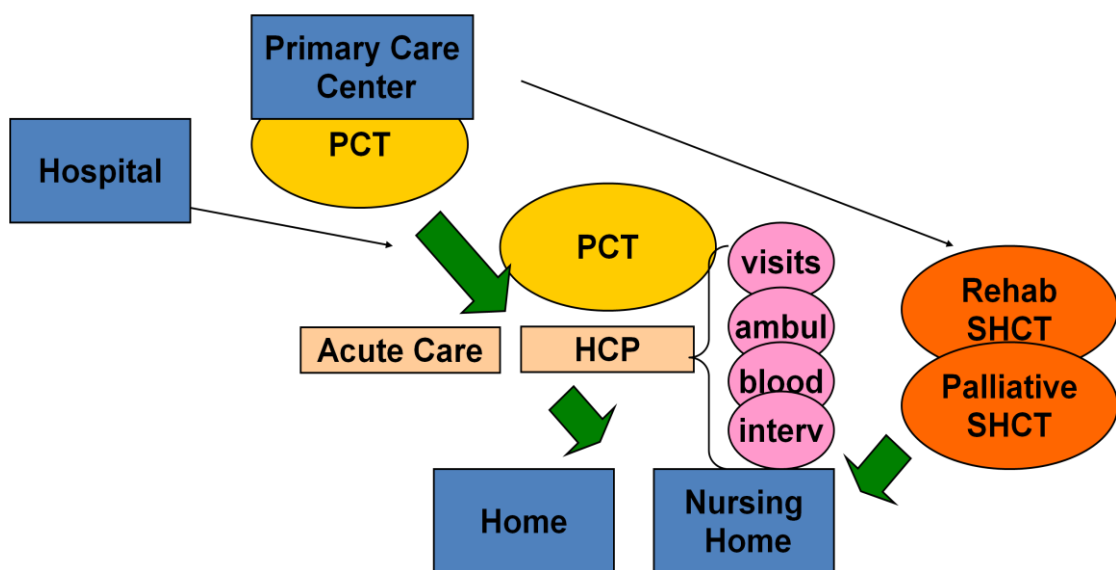 Primary Care
Center
PCT
Hospital
PCT
visits
Rehab
SHCT
ambul
Acute Care
HCP
blood
Palliative
SHCT
interv
Home
Nursing
Home